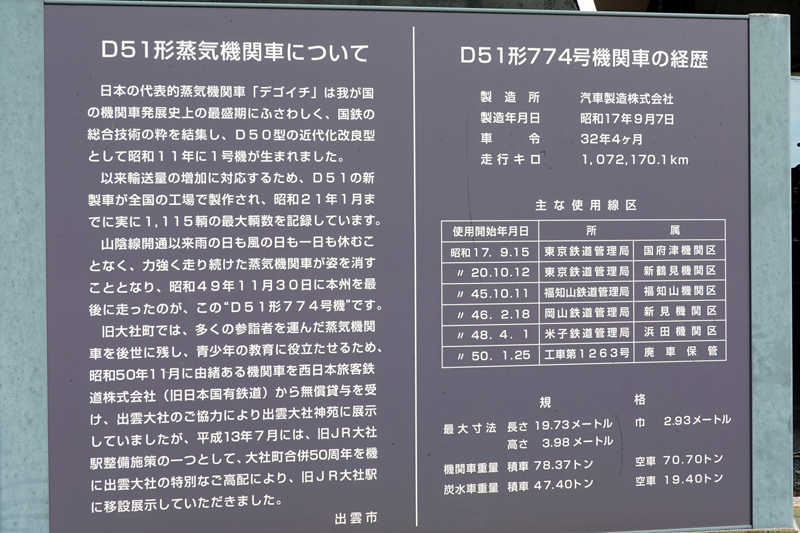 D51形蒸気機関車について
日本の代表的蒸気機関車「デゴイチ」は我が国
の機関車発展史上の最盛期にふさわしく、国鉄の
総合技術の粋を結集し、D50型の近代化改良型
として昭和11年に1号機が生まれました。
以来輸送量の増加に対応するため、D51の新
製車が全国の工場で製作され、昭和21年1月ま
でに実に1,115輌の最大輌数を記録しています。
山陰線開通以来雨の日も風の日も一日も休むこ
となく、力強く走り続けた蒸気機関車が姿を消す
こととなり、昭和49年11月30日に本州を最
後に走ったのが、この"D51形774号機"です。
旧大社町では、多くの参詣者を運んだ蒸気機関
車を後世に残し、青少年の教育に役立たせるため、
昭和50年11月に由緒ある機関車を西日本旅客鉄
道株式会社（旧日本国有鉄道）から無償貸与を受
け、出雲大社のご協力により出雲大社神苑に展示
していましたが、平成13年7月には、旧JR大社
駅整備施策の一つとして、大社町合併50周年を機
に出雲大社の特別なご高配により、旧JR大社駅
に移設展示していただきました。
出雲市
D51形774号機関車の経歴
製造所 汽車製造株式会社
製造年月日 昭和17年9月7日
車令 32年4ヶ月
走行キロ 1,072,170.1km
主な使用線区
使用開始年月日 所属
昭和17. 9.15 東京鉄道管理局 国府津機関区
〃 20.10.12 東京鉄道管理局 新鶴見機関区
〃 45.10.11 福知山鉄道管理局 福知山機関区
〃 46. 2.18 岡山鉄道管理局 新見機関区
〃 48. 4. 1 米子鉄道管理局 浜田機関区
〃 50. 1.25 工車第1263号 廃車保管
規格
最大寸法 長さ 19.73メートル 巾 2.93メートル
高さ 3.98メートル
機関車重量 積車 78.37トン 空車 70.70トン
炭水車重量 積車 47.40トン 空車 19.40トン